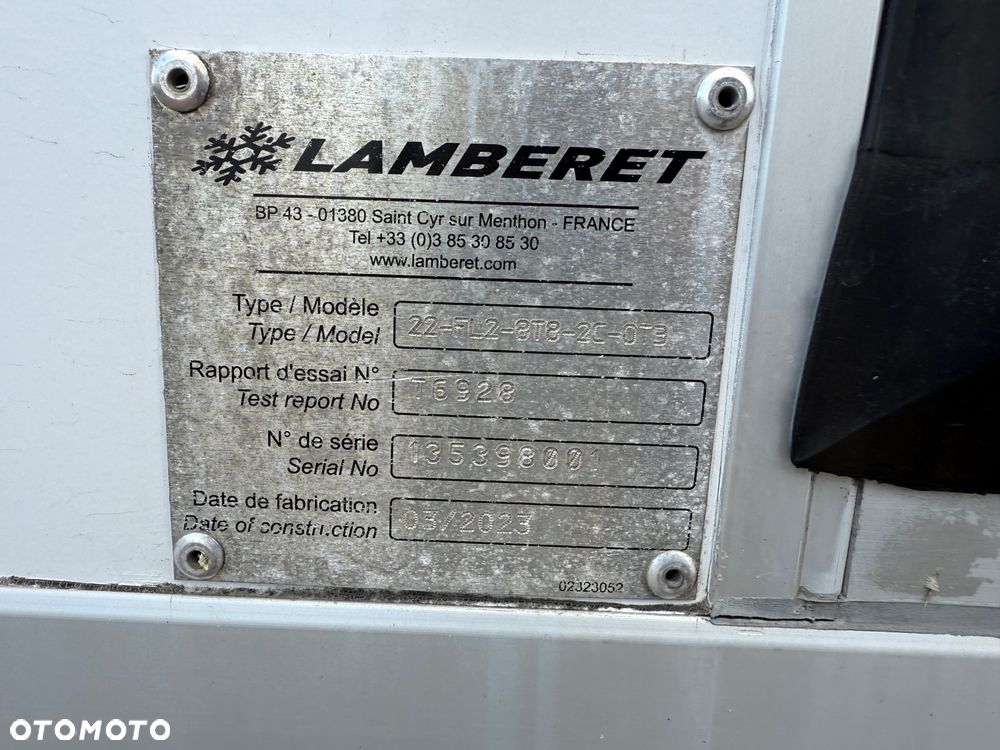 LAMBERET
BP 43 - 01380 Saint Cyr sur Menthon - FRANCE
Tel +33 (0)3 85 30 85 30
www.lamberet.com
Type / Modèle
Type / Model
22-FL2-8T8-2C-0T3
Rapport d'essai N°
Test report No
T6928
N° de série
Serial No
135398001
Date de fabrication
Date of construction
03/2023
02323052
OTOMOTO